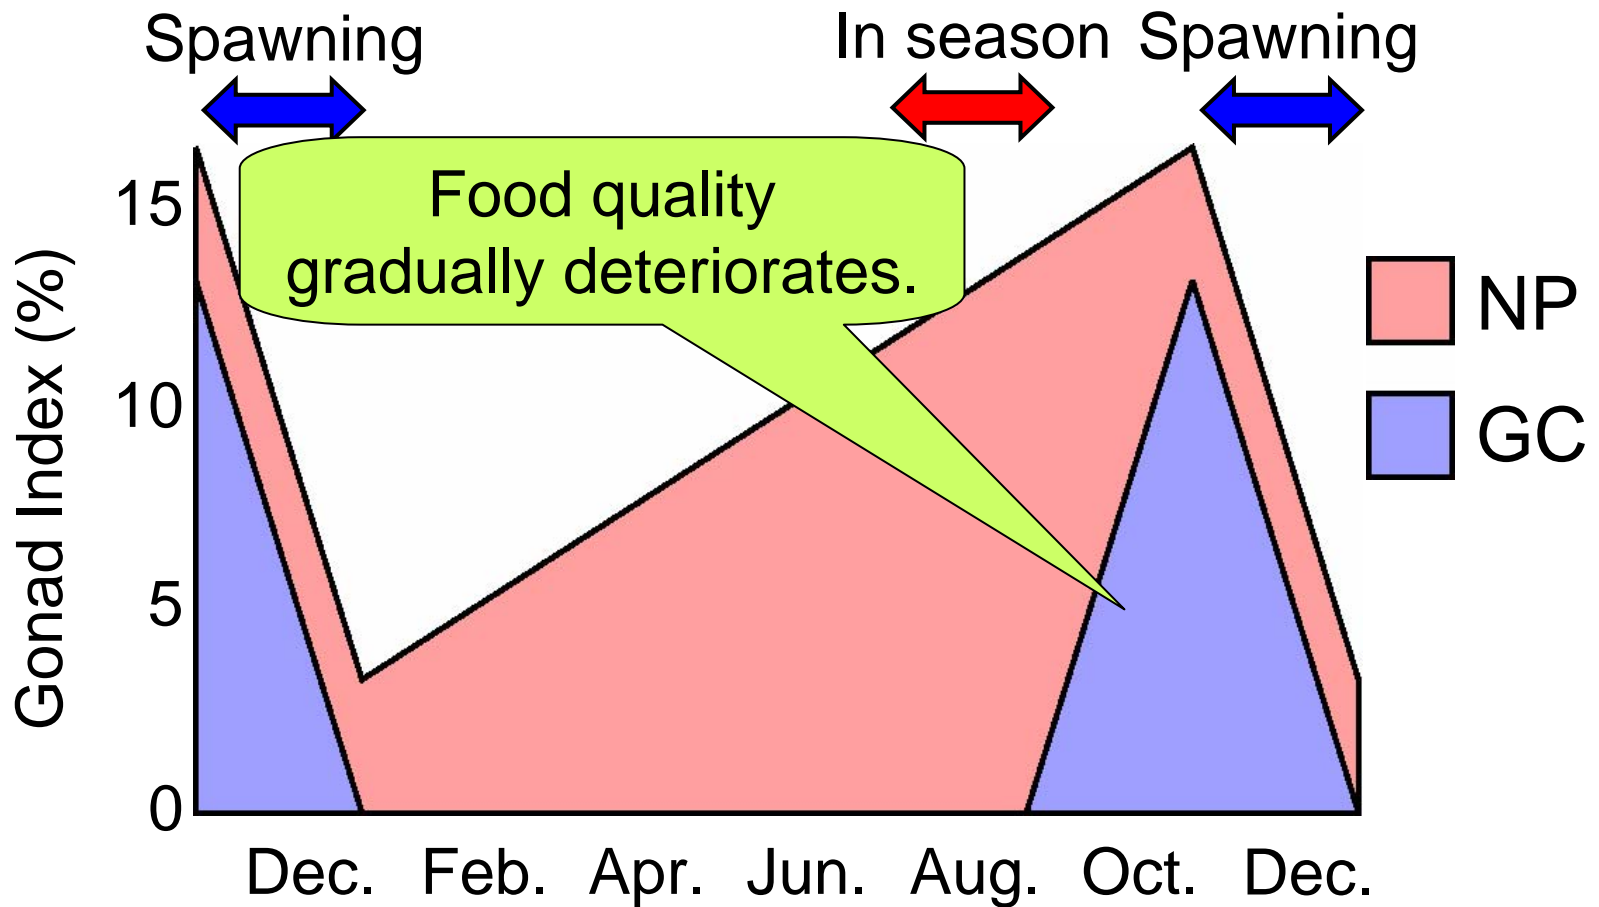 Spawning
In season
Spawning
Food quality
gradually deteriorates.
Gonad Index (%)
15
10
5
0
NP
GC
Dec. Feb. Apr. Jun. Aug. Oct. Dec.